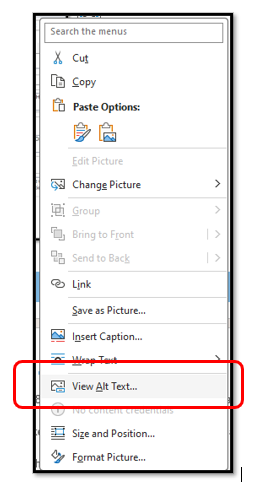 Search the menus
Cut
Copy
Paste Options:
Edit Picture
Change Picture
Group
Bring to Front
Send to Back
Link
Save as Picture...
Insert Caption...
Wrap Text
View Alt Text...
No content credentials
Size and Position...
Format Picture...